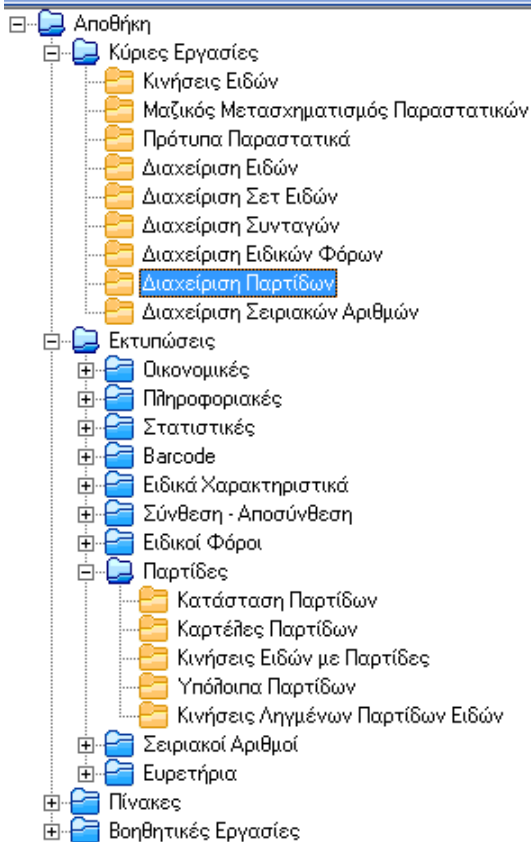 Αποθήκη
Κύριες Εργασίες
Κινήσεις Ειδών
Μαζικός Μετασχηματισμός Παραστατικών
Πρότυπα Παραστατικά
Διαχείριση Ειδών
Διαχείριση Σετ Ειδών
Διαχείριση Συνταγών
Διαχείριση Ειδικών Φόρων
Διαχείριση Παρτίδων
Διαχείριση Σειριακών Αριθμών
Εκτυπώσεις
Οικονομικές
Πληροφοριακές
Στατιστικές
Barcode
Ειδικά Χαρακτηριστικά
Σύνθεση - Αποσύνθεση
Ειδικοί Φόροι
Παρτίδες
Κατάσταση Παρτίδων
Καρτέλες Παρτίδων
Κινήσεις Ειδών με Παρτίδες
Υπόλοιπα Παρτίδων
Κινήσεις Ληγμένων Παρτίδων Ειδών
Σειριακοί Αριθμοί
Ευρετήρια
Πίνακες
Βοηθητικές Εργασίες